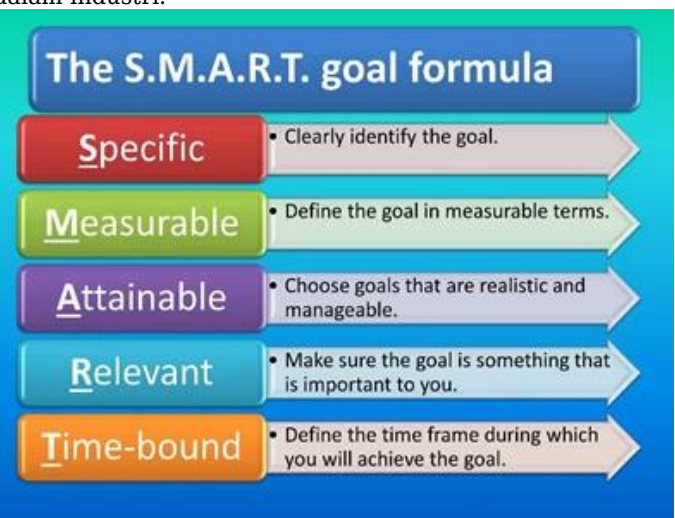 industri.
The S.M.A.R.T. goal formula
Specific
• Clearly identify the goal.
Measurable
• Define the goal in measurable terms.
Attainable
• Choose goals that are realistic and
manageable.
Relevant
• Make sure the goal is something that
is important to you.
Time-bound
• Define the time frame during which
you will achieve the goal.